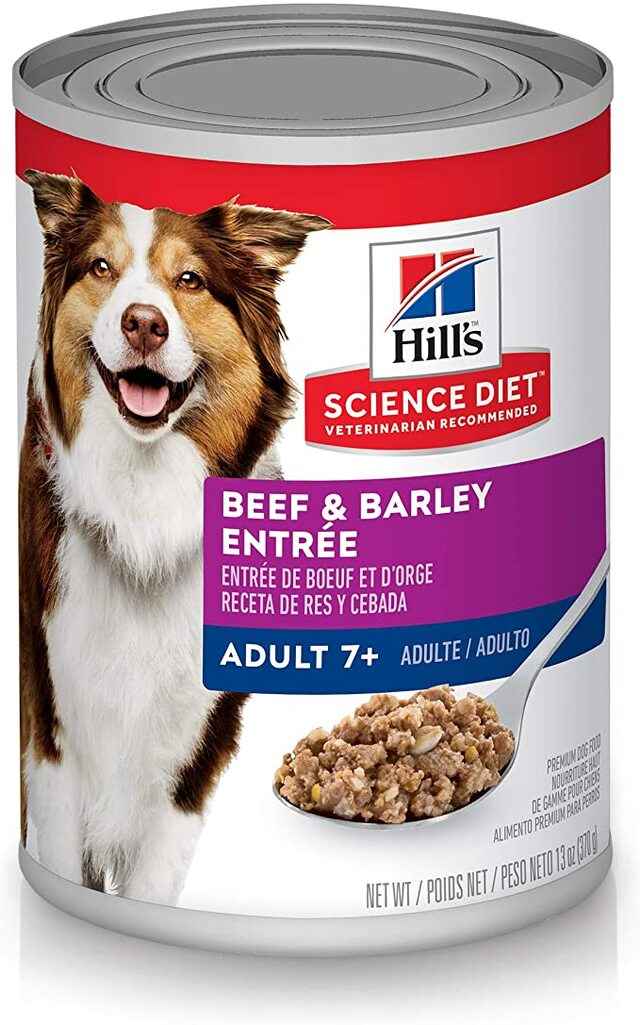 Hill's™
SCIENCE DIET™
VETERINARIAN RECOMMENDED
BEEF & BARLEY
ENTRÉE
ENTRÉE DE BOEUF ET D'ORGE
RECETA DE RES Y CEBADA
ADULT 7+ ADULTE / ADULTO
PREMIUM DOG FOOD
NOURRITURE HAUT
DE GAMME POUR CHIENS
ALIMENTO PREMIUM PARA PERROS
NET WT / POIDS NET / PESO NETO 13 oz (370 g)